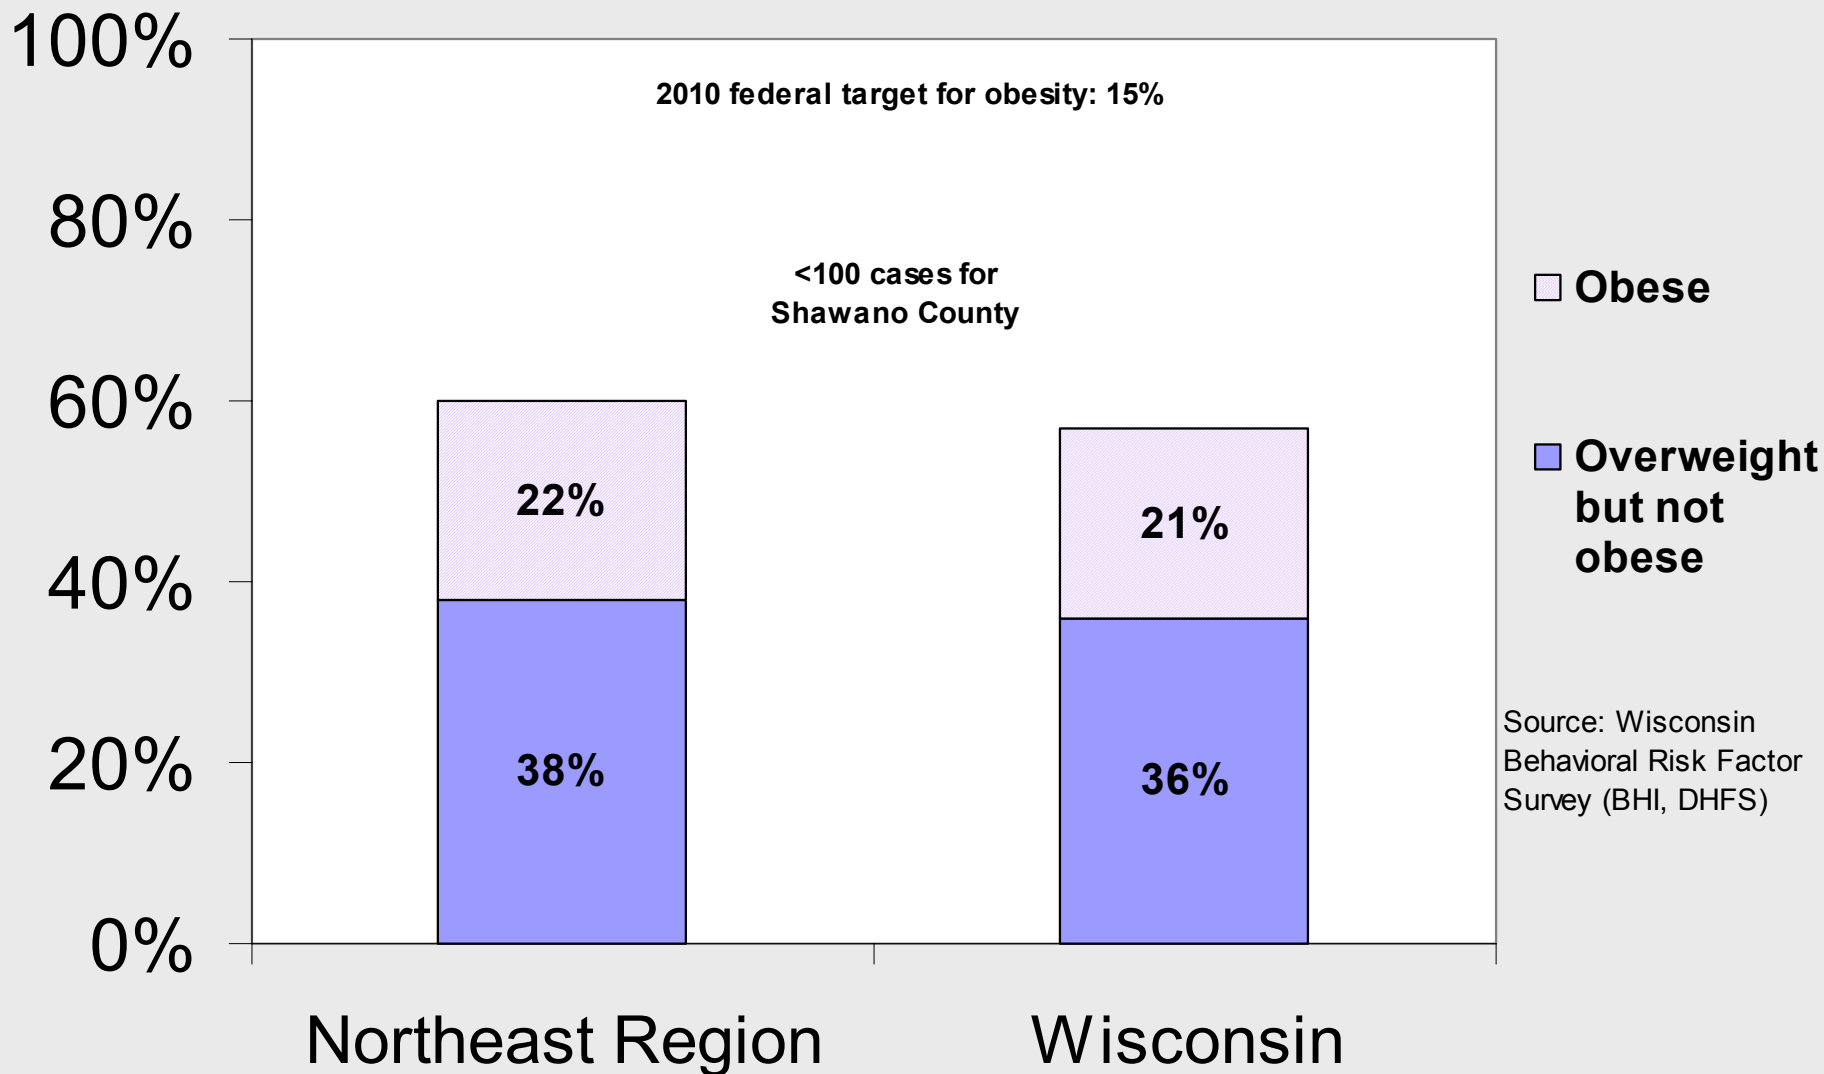 100%
2010 federal target for obesity: 15%
80%
<100 cases for
Shawano County
Obese
60%
Overweight
but not
obese
22%
21%
40%
Source: Wisconsin
Behavioral Risk Factor
Survey (BHI, DHFS)
20%
38%
36%
0%
Northeast Region
Wisconsin